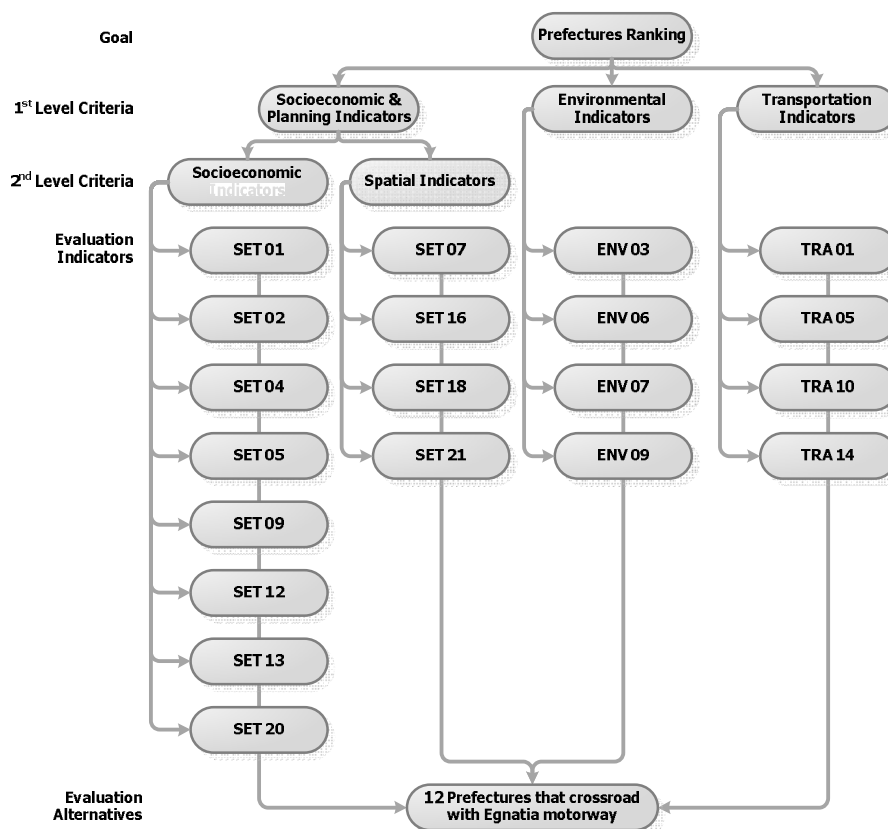 Goal
Prefectures Ranking
1st Level Criteria
Socioeconomic &
Planning Indicators
Environmental
Indicators
Transportation
Indicators
2nd Level Criteria
Socioeconomic
Indicators
Spatial Indicators
Evaluation
Indicators
SET 01
SET 07
ENV 03
TRA 01
SET 02
SET 16
ENV 06
TRA 05
SET 04
SET 18
ENV 07
TRA 10
SET 05
SET 21
ENV 09
TRA 14
SET 09
SET 12
SET 13
SET 20
Evaluation
Alternatives
12 Prefectures that crossroad
with Egnatia motorway